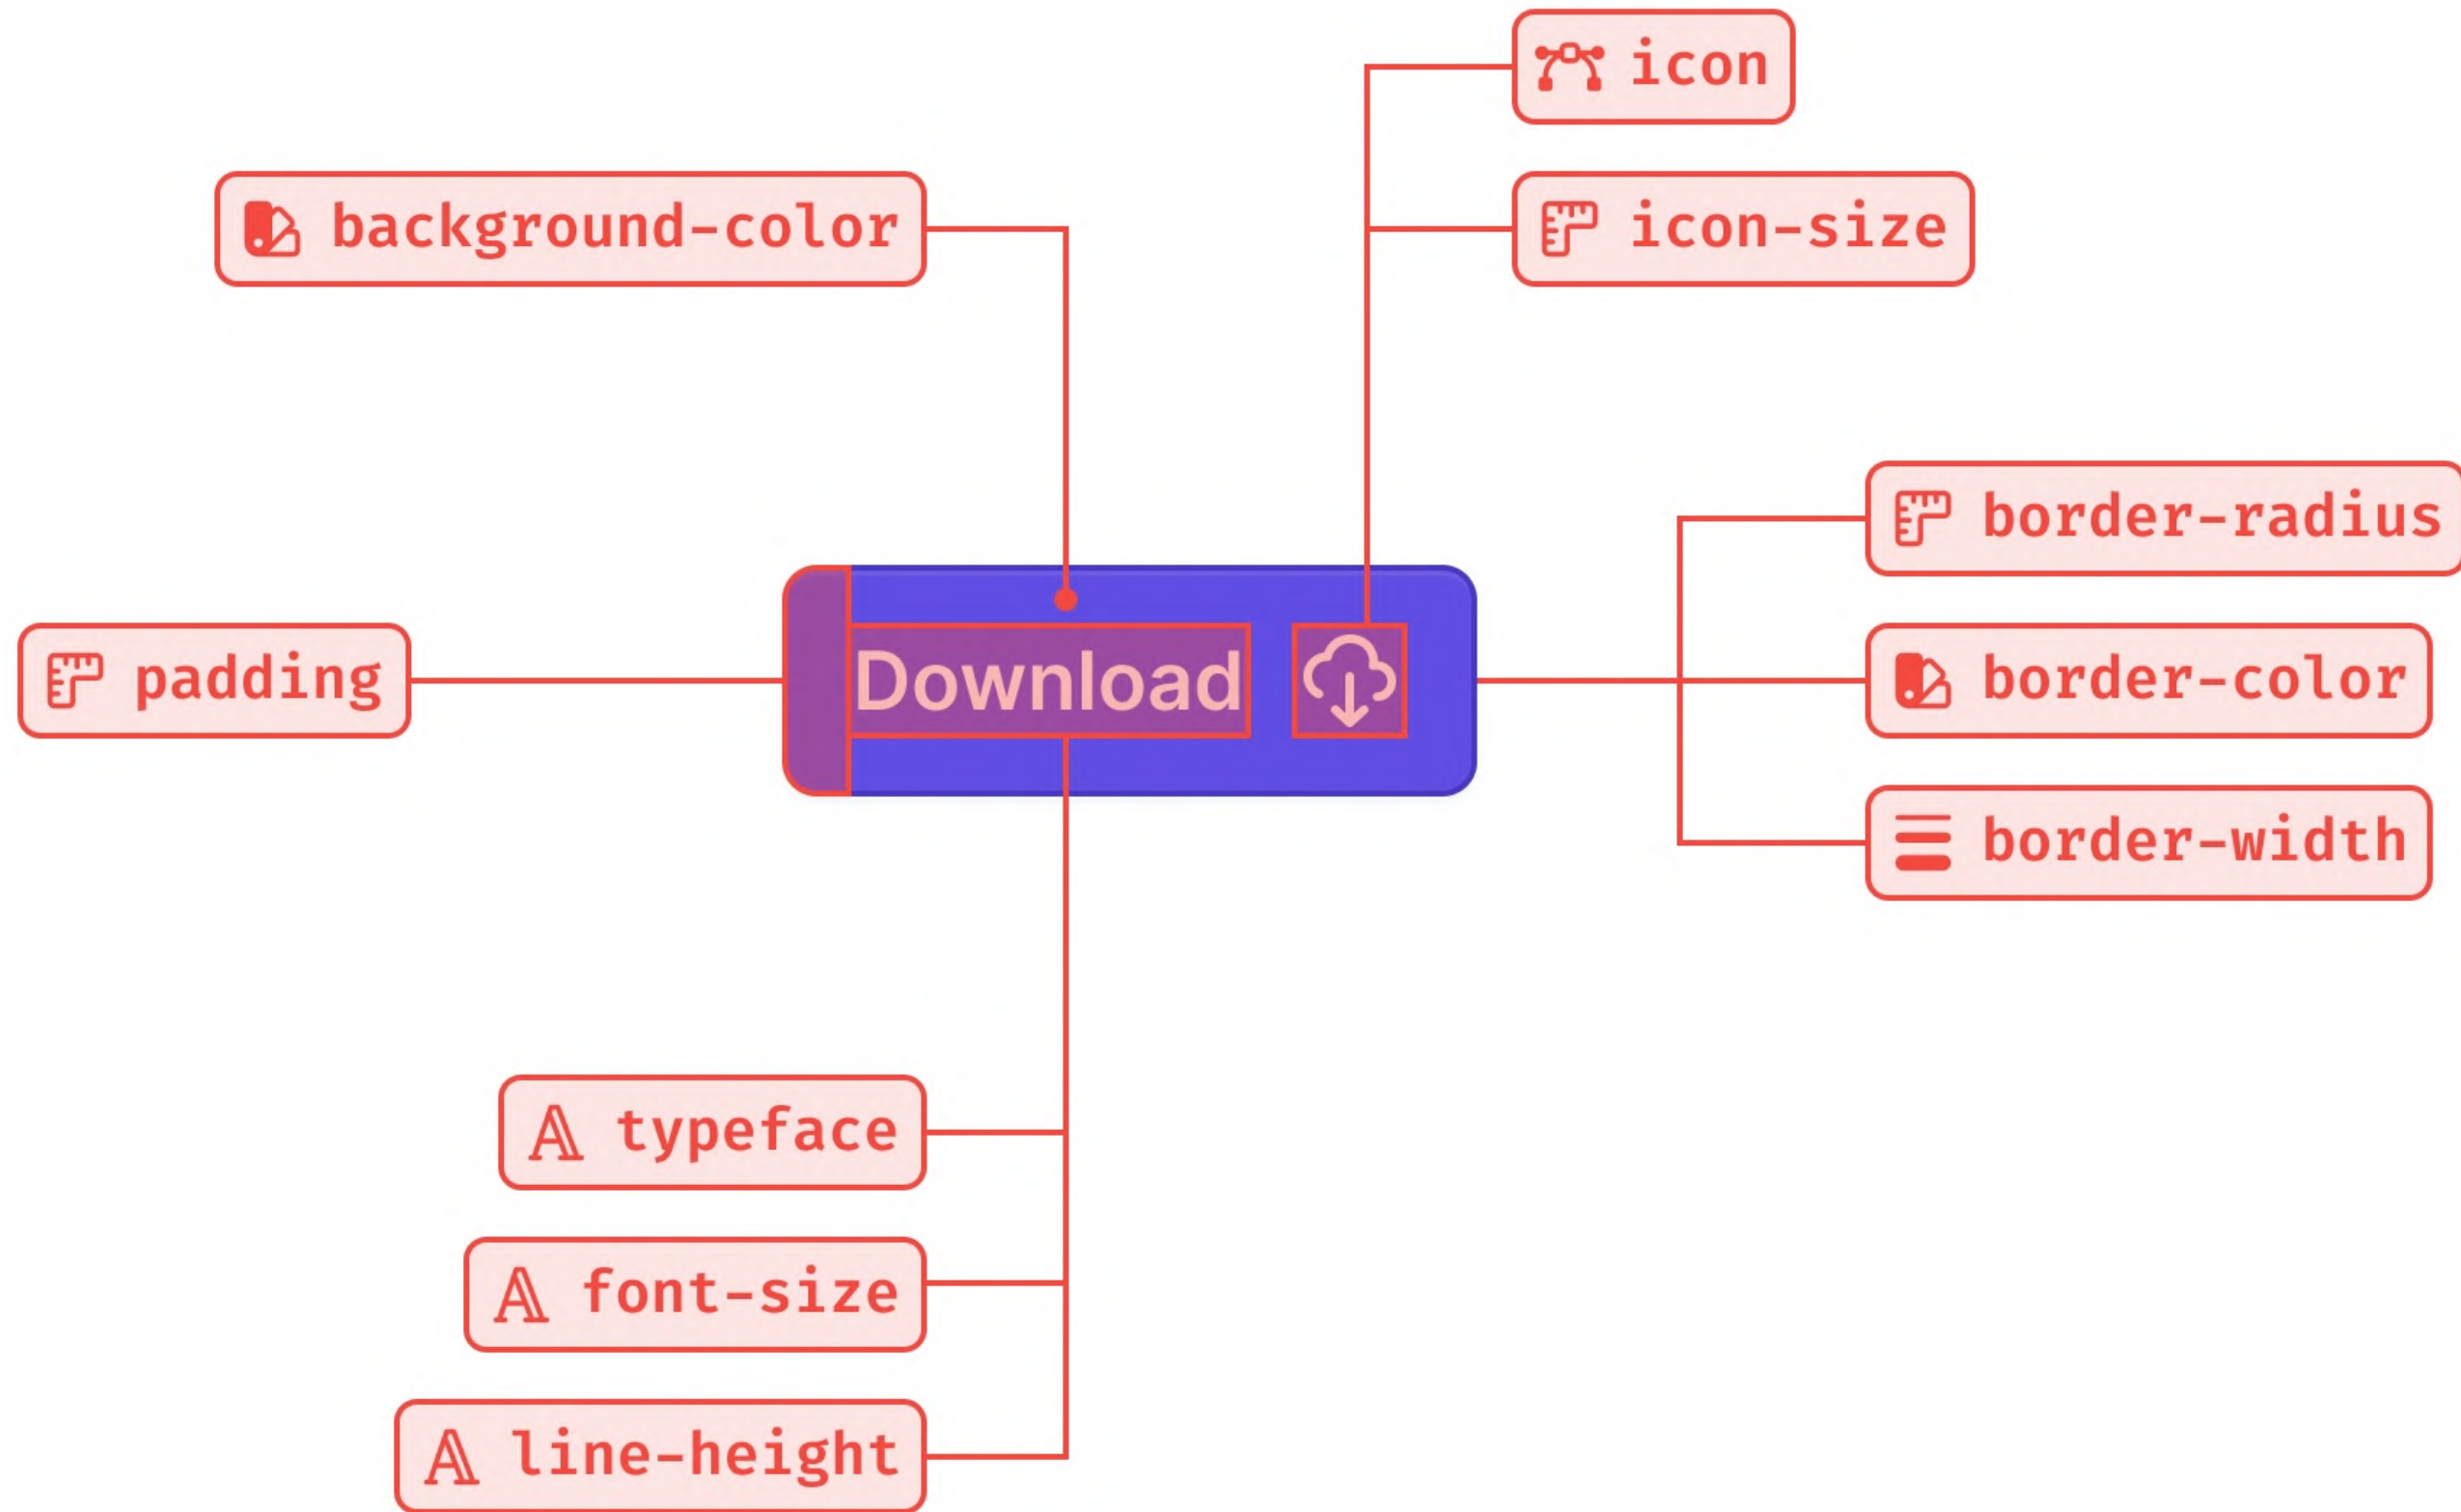 icon
background-color
icon-size
border-radius
padding
Download
border-color
border-width
typeface
font-size
line-height